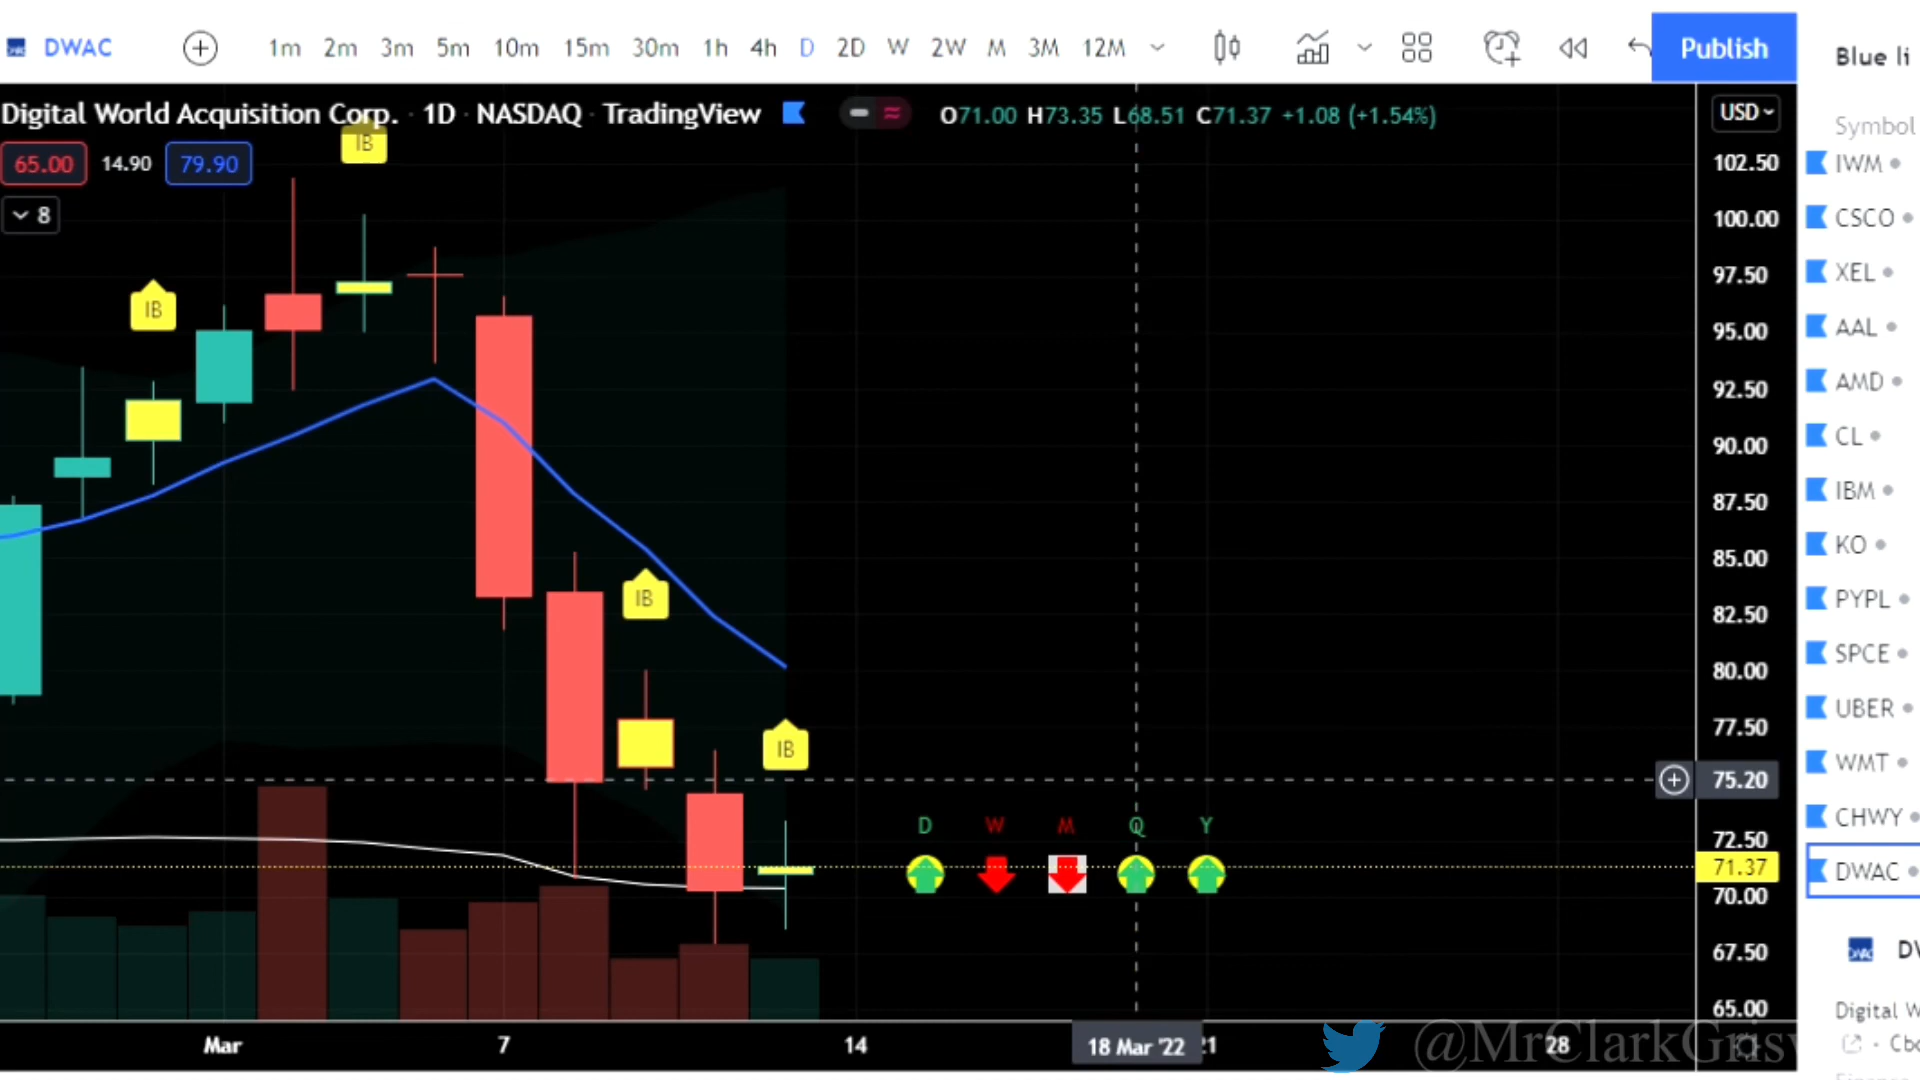 DWAC 1m 2m 3m 5m 10m 15m 30m 1h 4h D 2D W 2W M 3M 12M Publish
Blue li
Digital World Acquisition Corp. · 1D · NASDAQ · TradingView O71.00 H73.35 L68.51 C71.37 +1.08 (+1.54%) USD
65.00 14.90 79.90
8
IB
IB
IB
IB
D W M Q Y
102.50
100.00
97.50
95.00
92.50
90.00
87.50
85.00
82.50
80.00
77.50
75.20
72.50
71.37
70.00
67.50
65.00
Mar 7 14 18 Mar '22 21 28
Symbol
IWM
CSCO
XEL
AAL
AMD
CL
IBM
KO
PYPL
SPCE
UBER
WMT
CHWY
DWAC
Digital W
@MrClarkGrisw